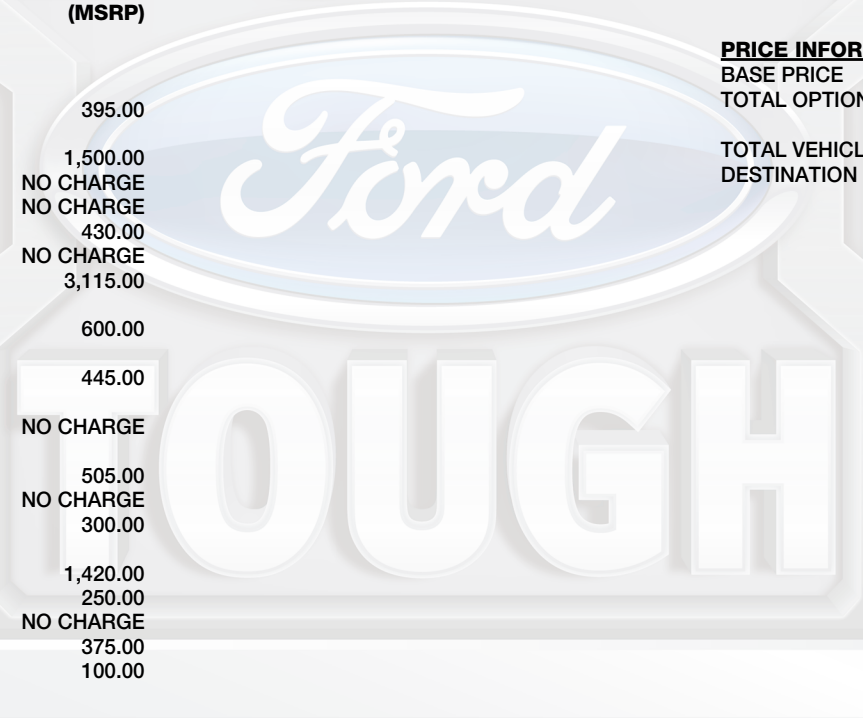 (MSRP)
PRICE INFOR
BASE PRICE
TOTAL OPTION
TOTAL VEHICL
DESTINATION
395.00
1,500.00
NO CHARGE
NO CHARGE
430.00
NO CHARGE
3,115.00
600.00
445.00
NO CHARGE
505.00
NO CHARGE
300.00
1,420.00
250.00
NO CHARGE
375.00
100.00
Ford
TOUGH